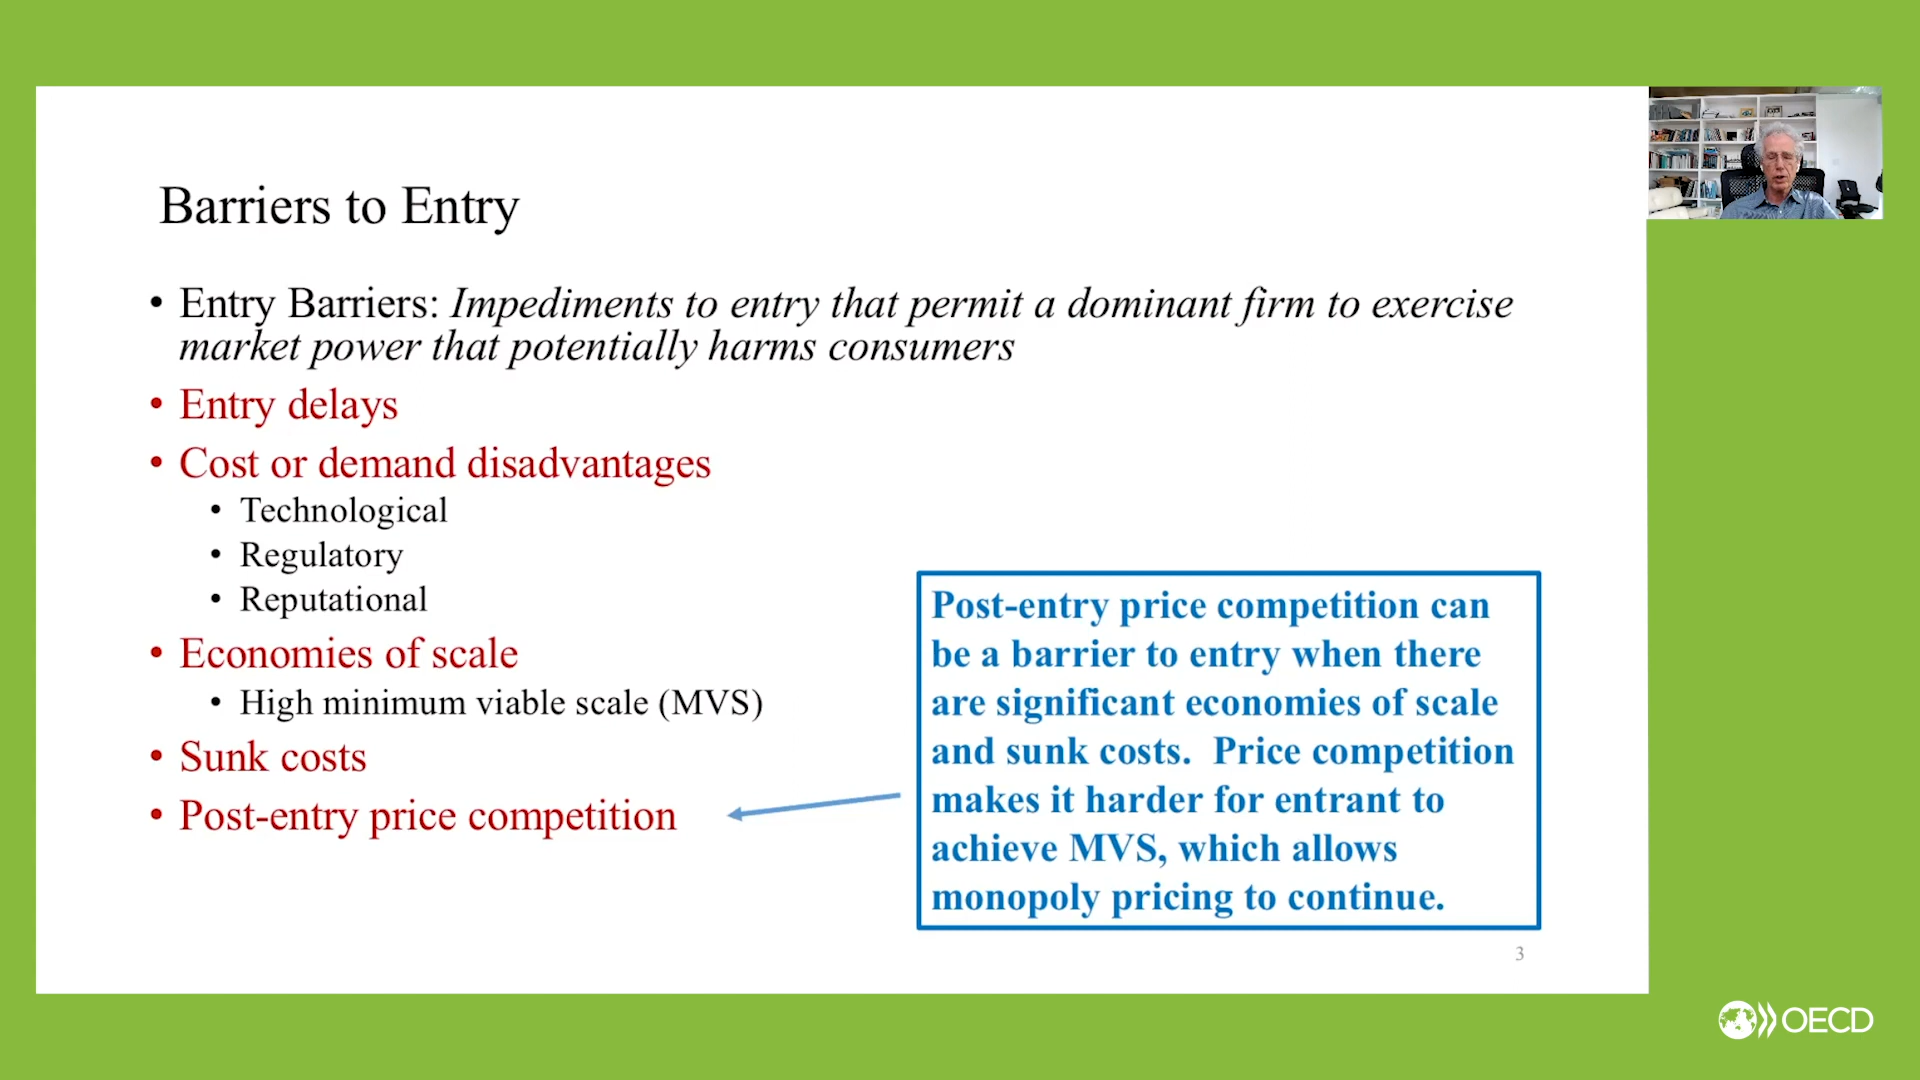 Barriers to Entry
• Entry Barriers: Impediments to entry that permit a dominant firm to exercise
market power that potentially harms consumers
• Entry delays
• Cost or demand disadvantages
• Technological
• Regulatory
• Reputational
• Economies of scale
• High minimum viable scale (MVS)
• Sunk costs
• Post-entry price competition
Post-entry price competition can
be a barrier to entry when there
are significant economies of scale
and sunk costs.  Price competition
makes it harder for entrant to
achieve MVS, which allows
monopoly pricing to continue.
3
OECD